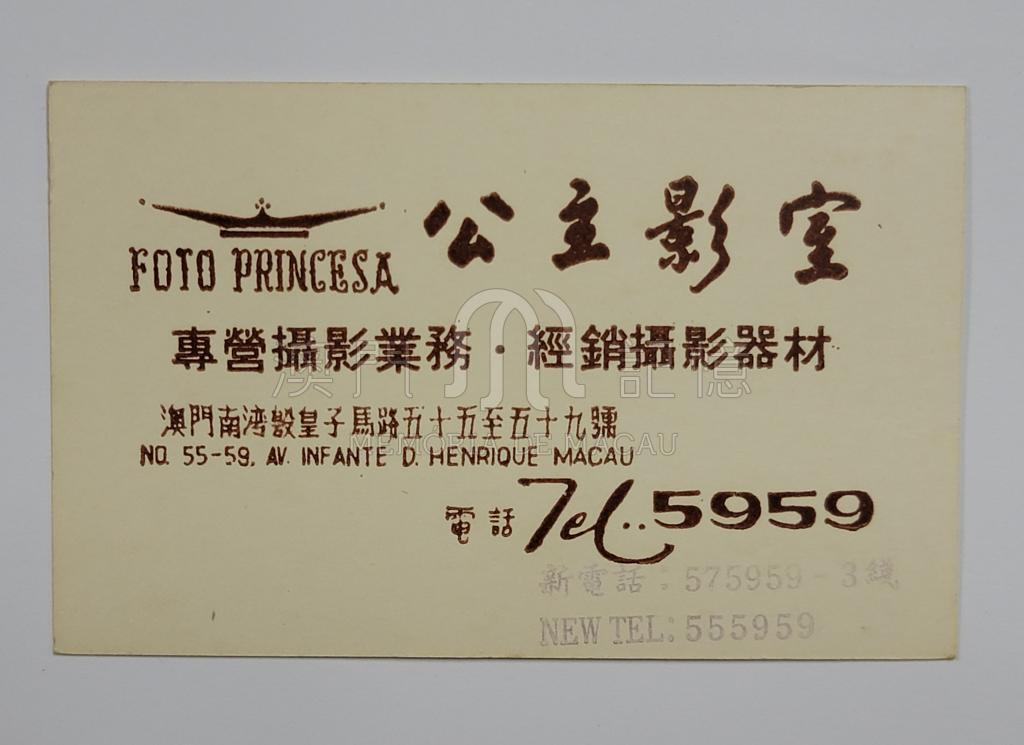 公主影室
FOTO PRINCESA
專營攝影業務·經銷攝影器材
澳門南湾殷皇子馬路五十五至五十九號
NO. 55-59, AV. INFANTE D. HENRIQUE MACAU
電話 Tel..5959
新電話:575959-3綫
NEW TEL: 555959
澳門記憶
MEMÓRIA DE MACAU